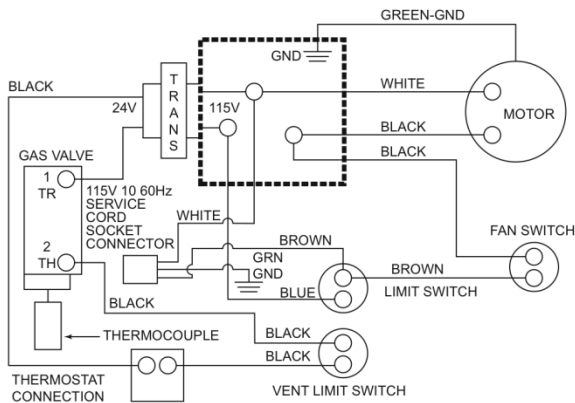 GREEN-GND
GND
TRANS
WHITE
BLACK
24V
115V
MOTOR
BLACK
BLACK
GAS VALVE
1
TR
115V 10 60Hz
SERVICE
CORD
SOCKET
CONNECTOR
WHITE
FAN SWITCH
2
TH
BROWN
GRN
GND
BROWN
BLUE
LIMIT SWITCH
BLACK
THERMOCOUPLE
BLACK
BLACK
THERMOSTAT
CONNECTION
VENT LIMIT SWITCH